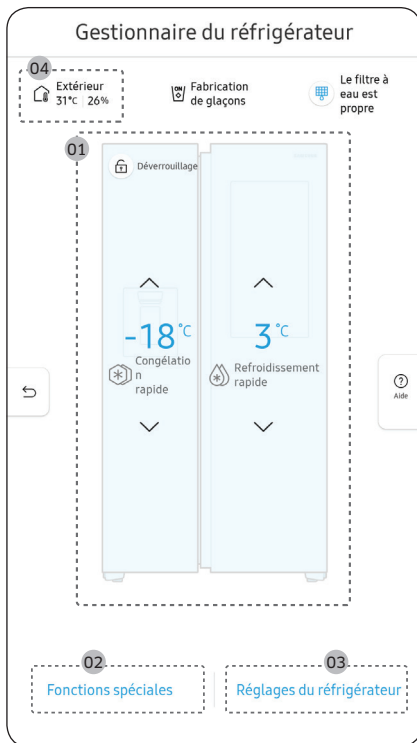 Gestionnaire du réfrigérateur
04
Extérieur
31°C | 26%
Fabrication
de glaçons
Le filtre à
eau est
propre
01
Déverrouillage
-18°C
Congélatio
n
rapide
3°C
Refroidissement
rapide
Aide
02
Fonctions spéciales
03
Réglages du réfrigérateur